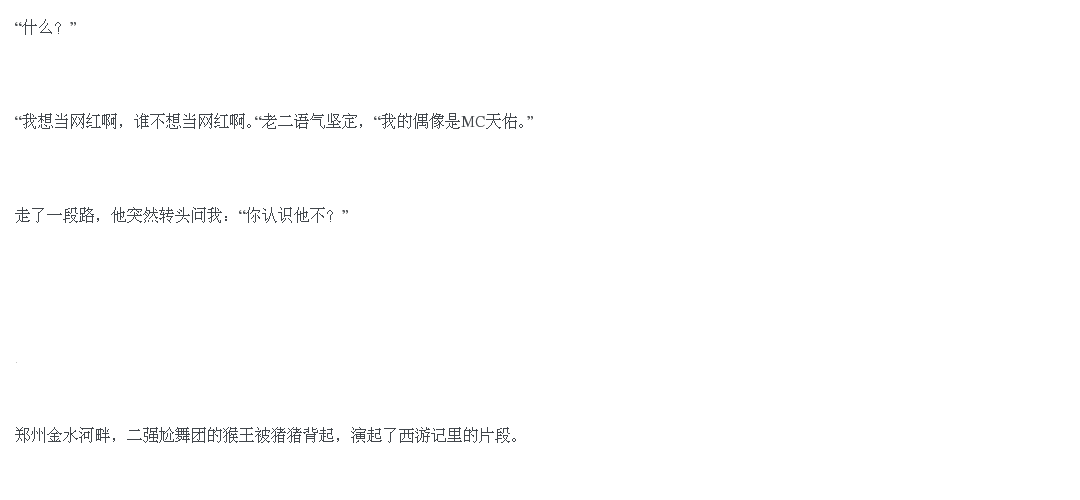 “什么？”
“我想当网红啊，谁不想当网红啊。“老二语气坚定，“我的偶像是MC天佑。”
走了一段路，他突然转头问我：“你认识他不？”
郑州金水河畔，二强尬舞团的猴王被猪猪背起，演起了西游记里的片段。